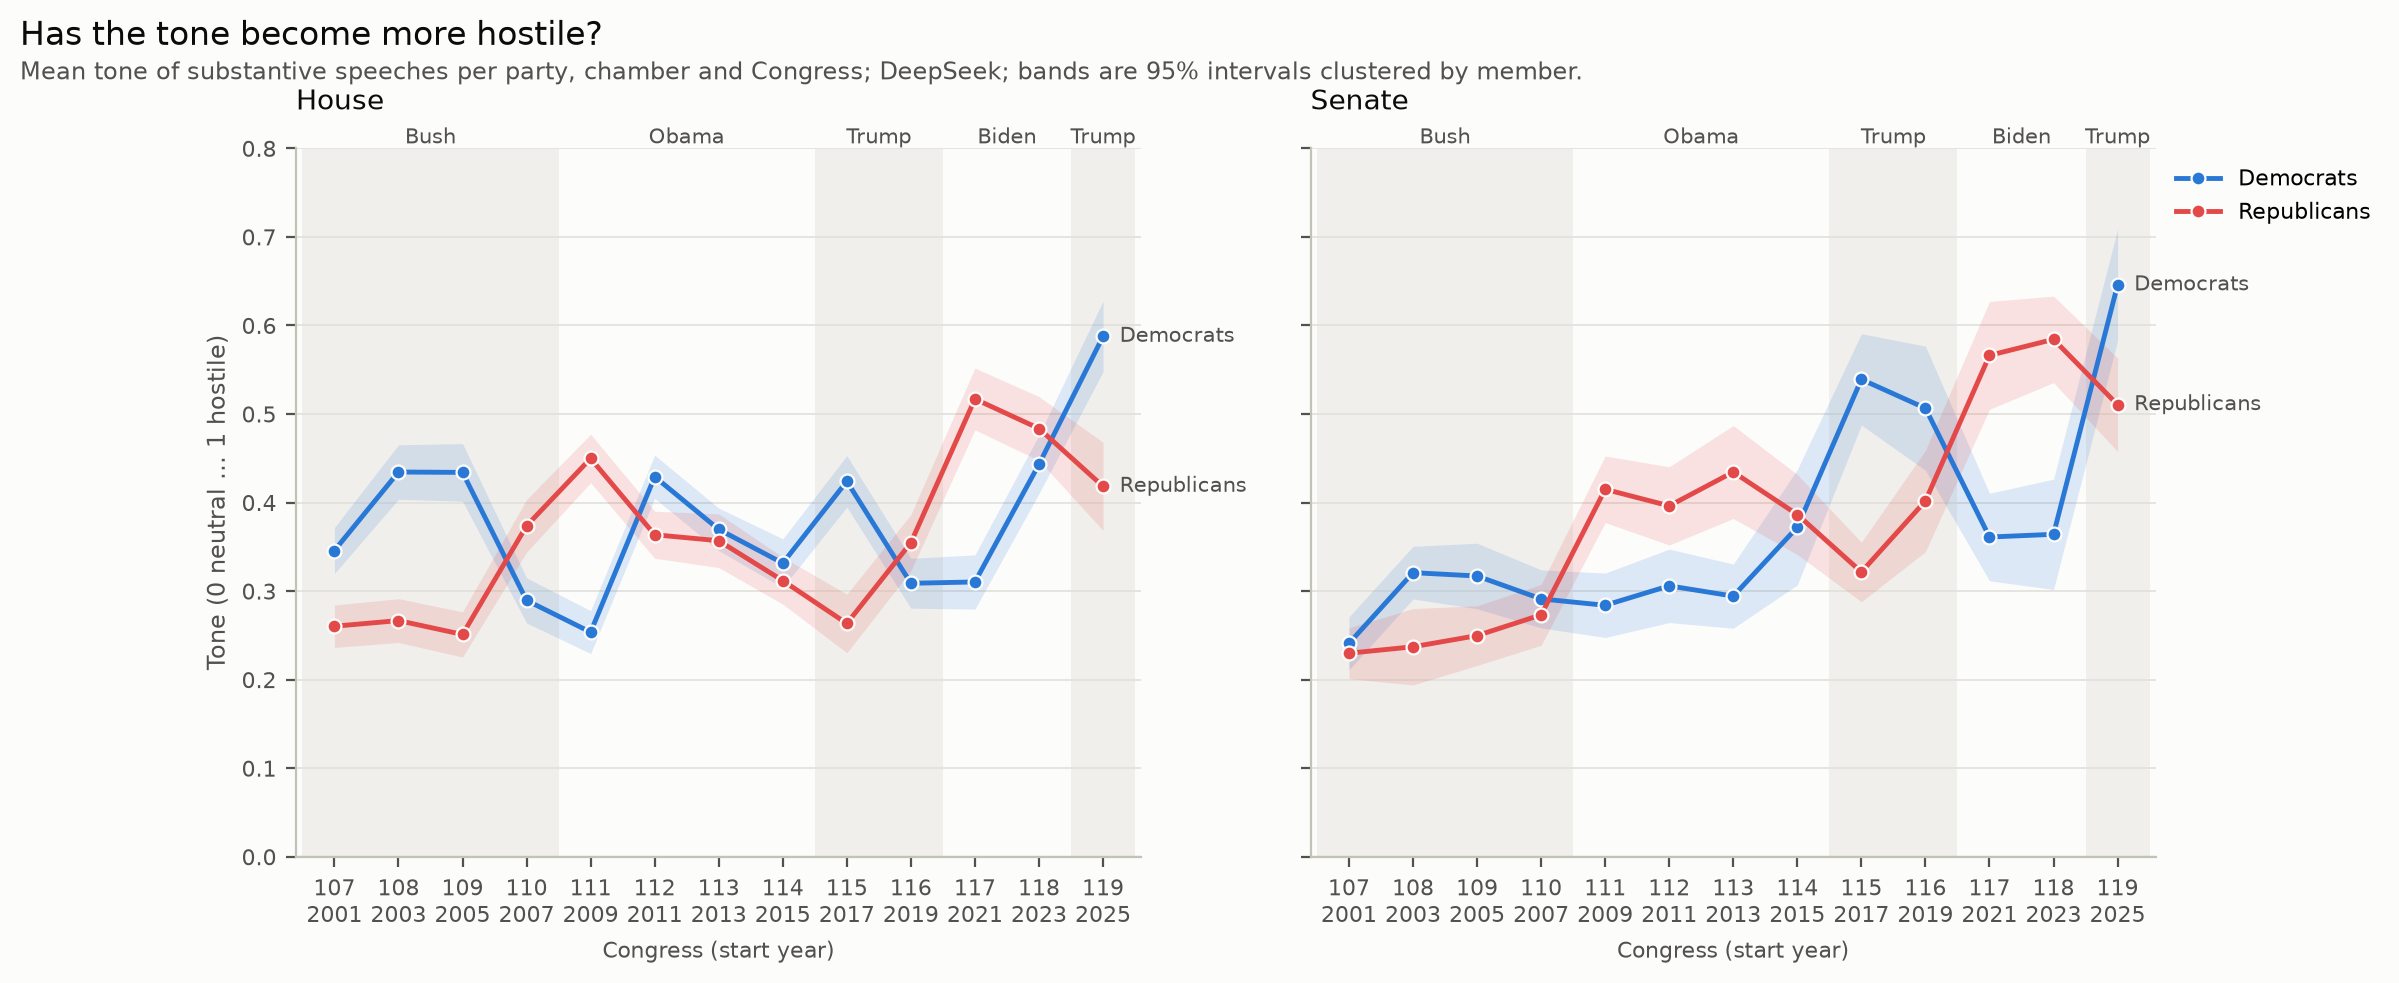 Has the tone become more hostile?
Mean tone of substantive speeches per party, chamber and Congress; DeepSeek; bands are 95% intervals clustered by member.
House
Bush Obama Trump Biden Trump
0.8
0.7
0.6
0.5
0.4
0.3
0.2
0.1
0.0
Tone (0 neutral ... 1 hostile)
Democrats
Republicans
107 108 109 110 111 112 113 114 115 116 117 118 119
2001 2003 2005 2007 2009 2011 2013 2015 2017 2019 2021 2023 2025
Congress (start year)
Senate
Bush Obama Trump Biden Trump
Democrats
Republicans
Democrats
Republicans
107 108 109 110 111 112 113 114 115 116 117 118 119
2001 2003 2005 2007 2009 2011 2013 2015 2017 2019 2021 2023 2025
Congress (start year)